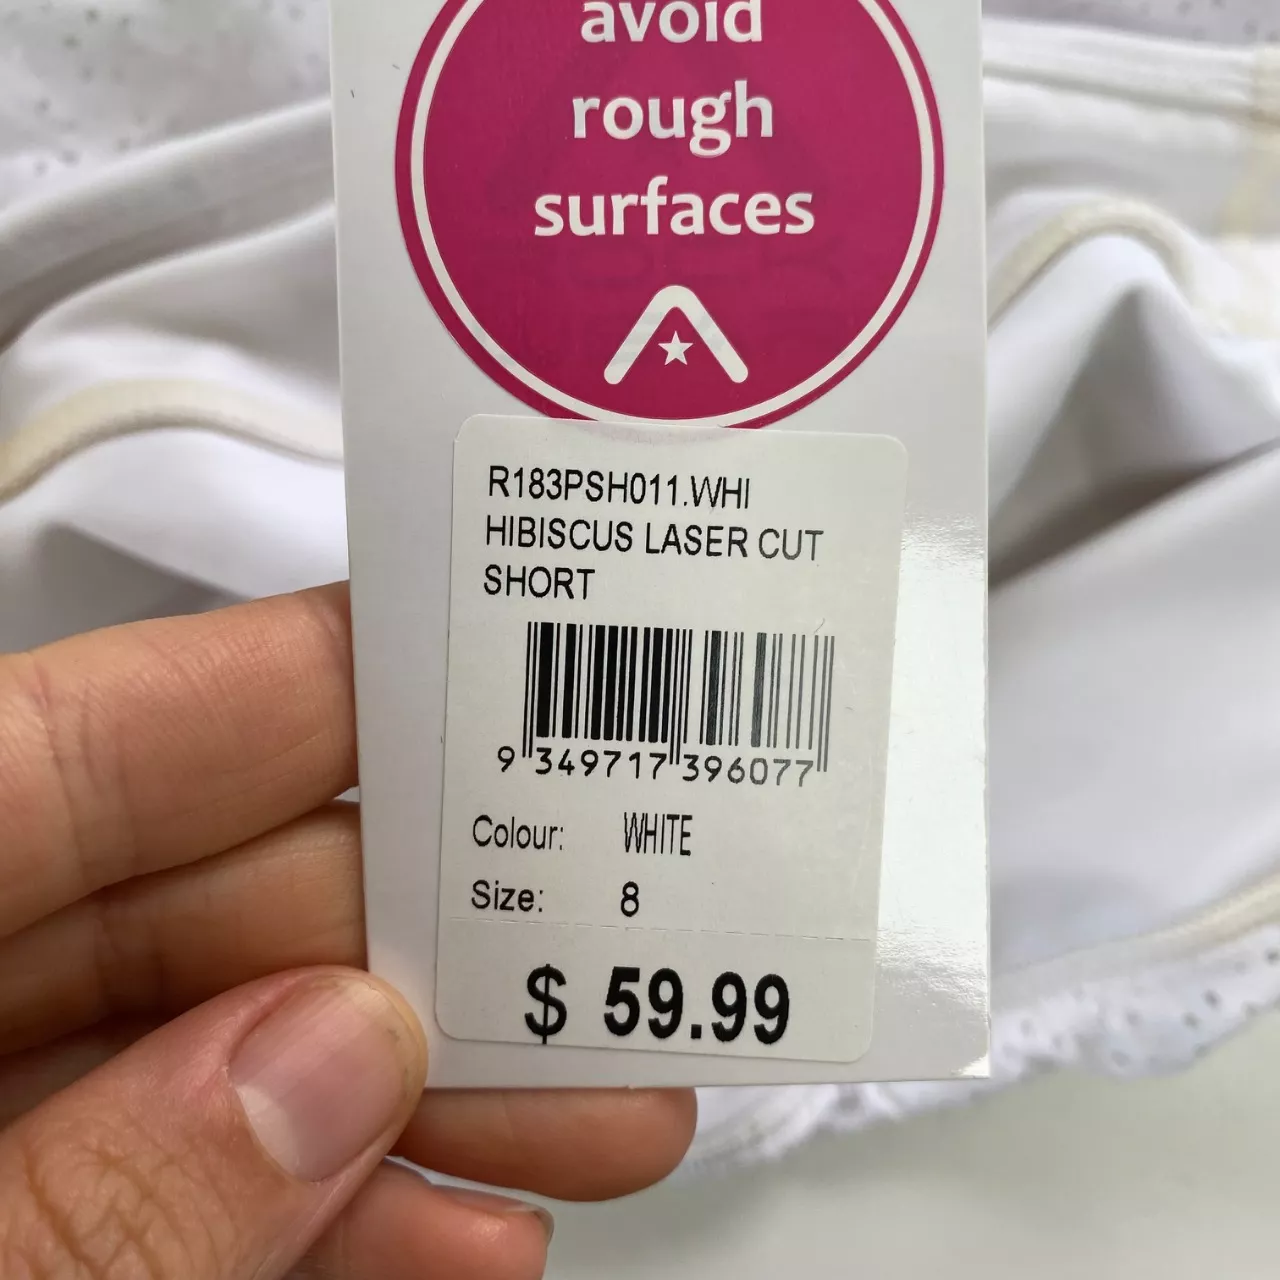 avoid
rough
surfaces
R183PSH011.WHI
HIBISCUS LASER CUT
SHORT
9 349717 396077
Colour: WHITE
Size: 8
$ 59.99